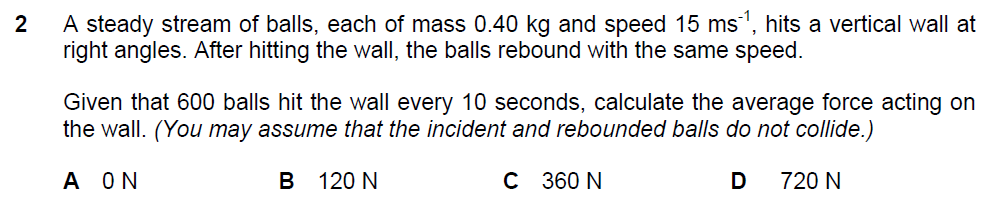 2 A steady stream of balls, each of mass 0.40 kg and speed 15 ms⁻¹, hits a vertical wall at
right angles. After hitting the wall, the balls rebound with the same speed.
Given that 600 balls hit the wall every 10 seconds, calculate the average force acting on
the wall. (You may assume that the incident and rebounded balls do not collide.)
A 0 N B 120 N C 360 N D 720 N